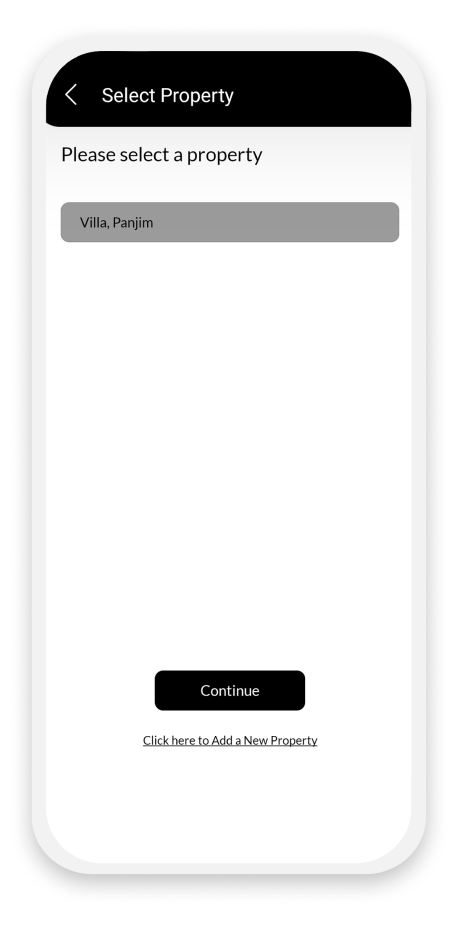 Select Property
Please select a property
Villa, Panjim
Continue
Click here to Add a New Property